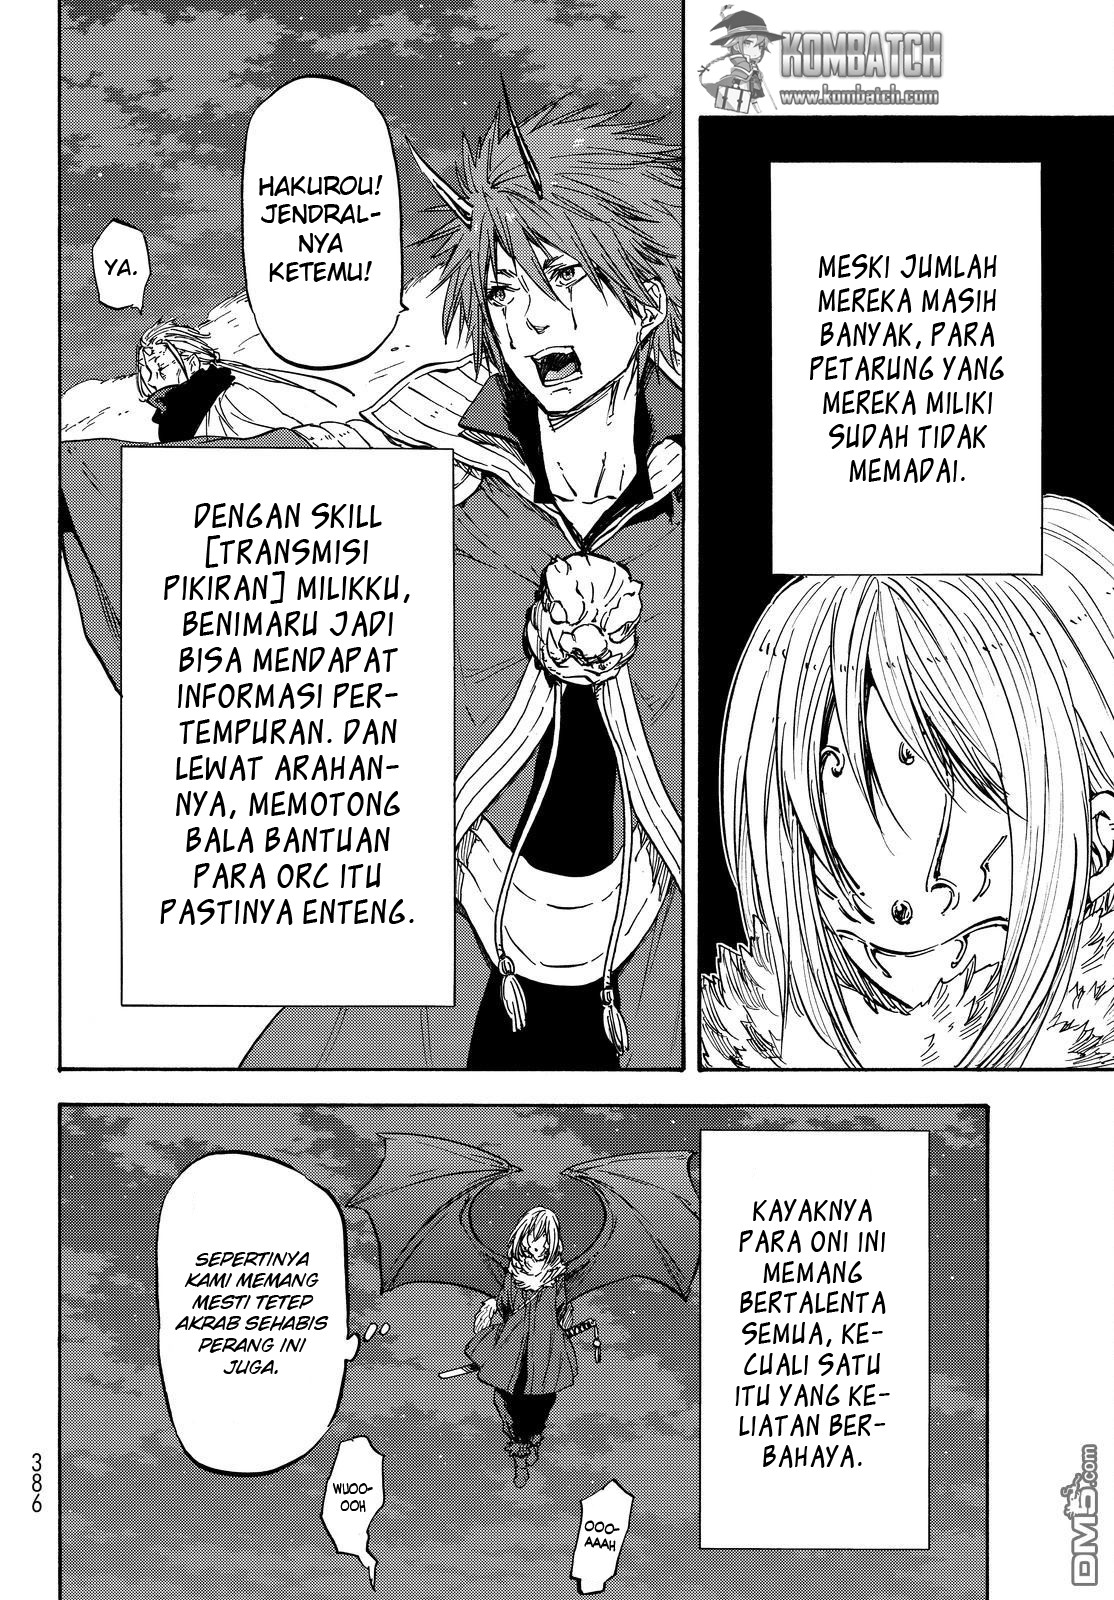 KOMBATCH
www.kombatch.com
MESKI JUMLAH
MEREKA MASIH
BANYAK, PARA
PETARUNG YANG
MEREKA MILIKI
SUDAH TIDAK
MEMADAI.
HAKUROU!
JENDRAL-
NYA
KETEMU!
YA.
DENGAN SKILL
[TRANSMISI
PIKIRAN] MILIKKU,
BENIMARU JADI
BISA MENDAPAT
INFORMASI PER-
TEMPURAN. DAN
LEWAT ARAHAN-
NYA, MEMOTONG
BALA BANTUAN
PARA ORC ITU
PASTINYA ENTENG.
KAYAKNYA
PARA ONI INI
MEMANG
BERTALENTA
SEMUA, KE-
CUALI SATU
ITU YANG KE-
LIATAN BER-
BAHAYA.
SEPERTINYA
KAMI MEMANG
MESTI TETEP
AKRAB SEHABIS
PERANG INI
JUGA.
WUOO-
OOH
OOO-
AAAH
386
DM5.com